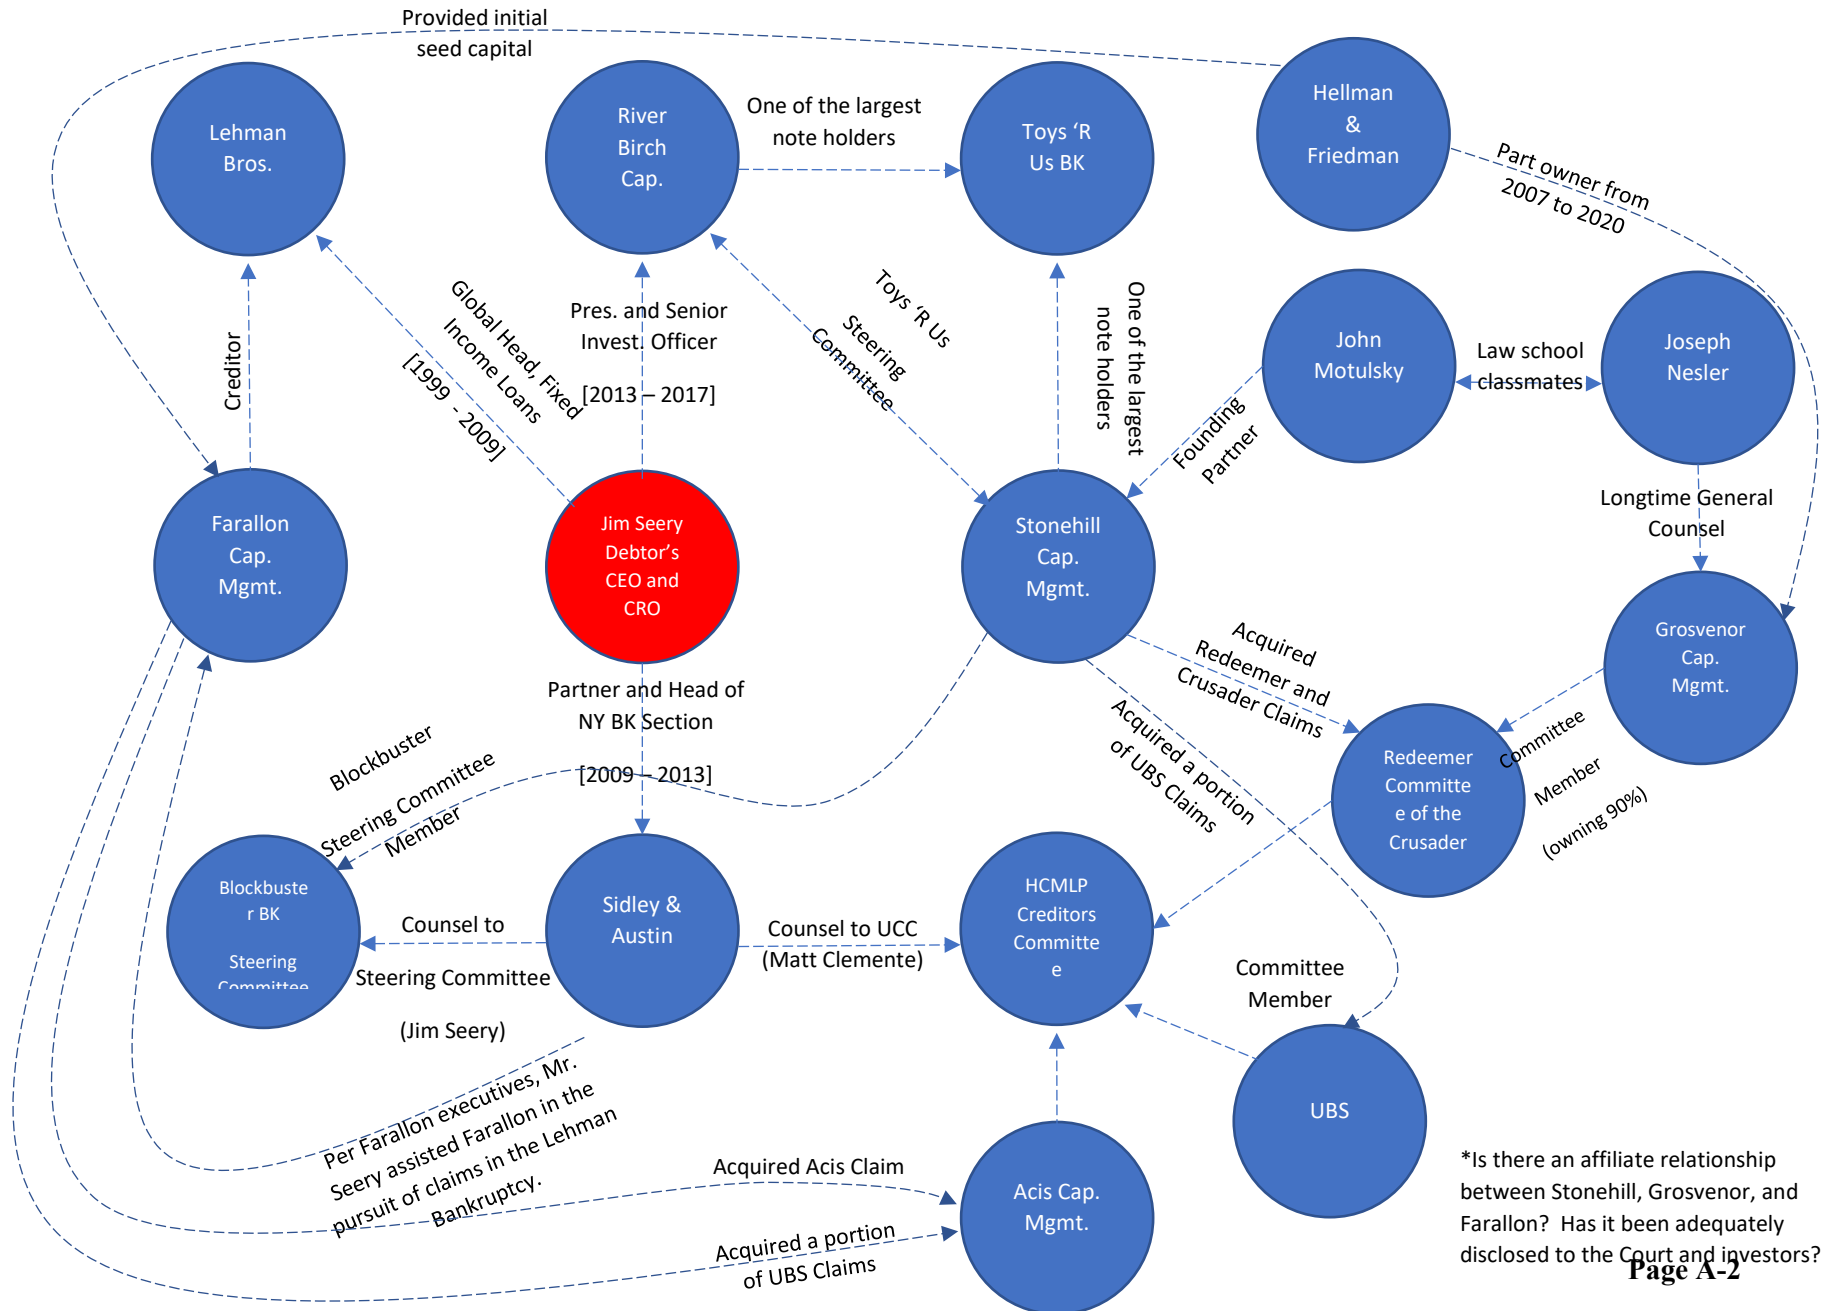 Provided initial
seed capital
Lehman
Bros.
River
Birch
Cap.
One of the largest
note holders
Toys ‘R
Us BK
Hellman
&
Friedman
Part owner from
2007 to 2020
Creditor
Global Head, Fixed
Income Loans
[1999 - 2009]
Pres. and Senior
Invest. Officer
[2013 – 2017]
Toys ‘R Us
Steering
Committee
One of the largest
note holders
John
Motulsky
Law school
classmates
Joseph
Nesler
Founding
Partner
Longtime General
Counsel
Farallon
Cap.
Mgmt.
Jim Seery
Debtor’s
CEO and
CRO
Stonehill
Cap.
Mgmt.
Grosvenor
Cap.
Mgmt.
Partner and Head of
NY BK Section
[2009 – 2013]
Acquired
Redeemer and
Crusader Claims
Acquired a portion
of UBS Claims
Redeemer
Committe
e of the
Crusader
Committee
Member
(owning 90%)
Blockbuster
Steering Committee
Member
Blockbuste
r BK
Steering
Committee
Counsel to
Steering Committee
(Jim Seery)
Sidley &
Austin
Counsel to UCC
(Matt Clemente)
HCMLP
Creditors
Committe
e
Committee
Member
UBS
Per Farallon executives, Mr.
Seery assisted Farallon in the
pursuit of claims in the Lehman
Bankruptcy.
Acquired Acis Claim
Acquired a portion
of UBS Claims
Acis Cap.
Mgmt.
*Is there an affiliate relationship
between Stonehill, Grosvenor, and
Farallon?  Has it been adequately
disclosed to the Court and investors?
Page A-2